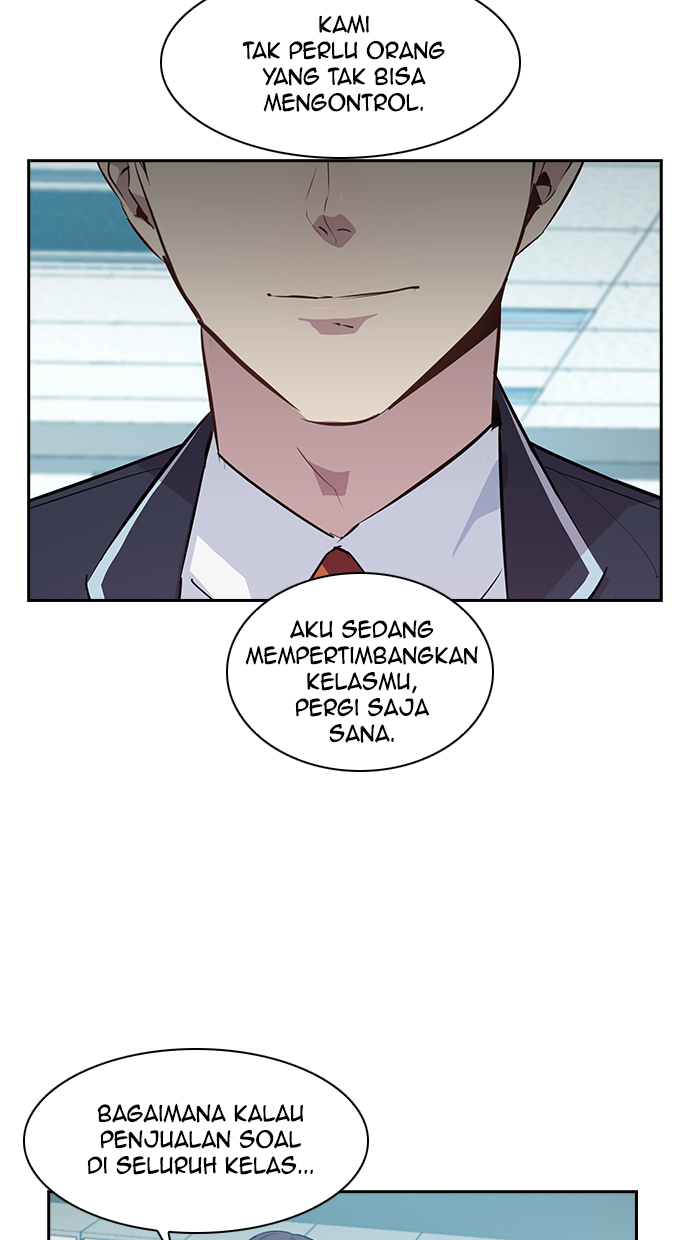 KAMI
TAK PERLU ORANG
YANG TAK BISA
MENGONTROL.
AKU SEDANG
MEMPERTIMBANGKAN
KELASMU,
PERGI SAJA
SANA.
BAGAIMANA KALAU
PENJUALAN SOAL
DI SELURUH KELAS...